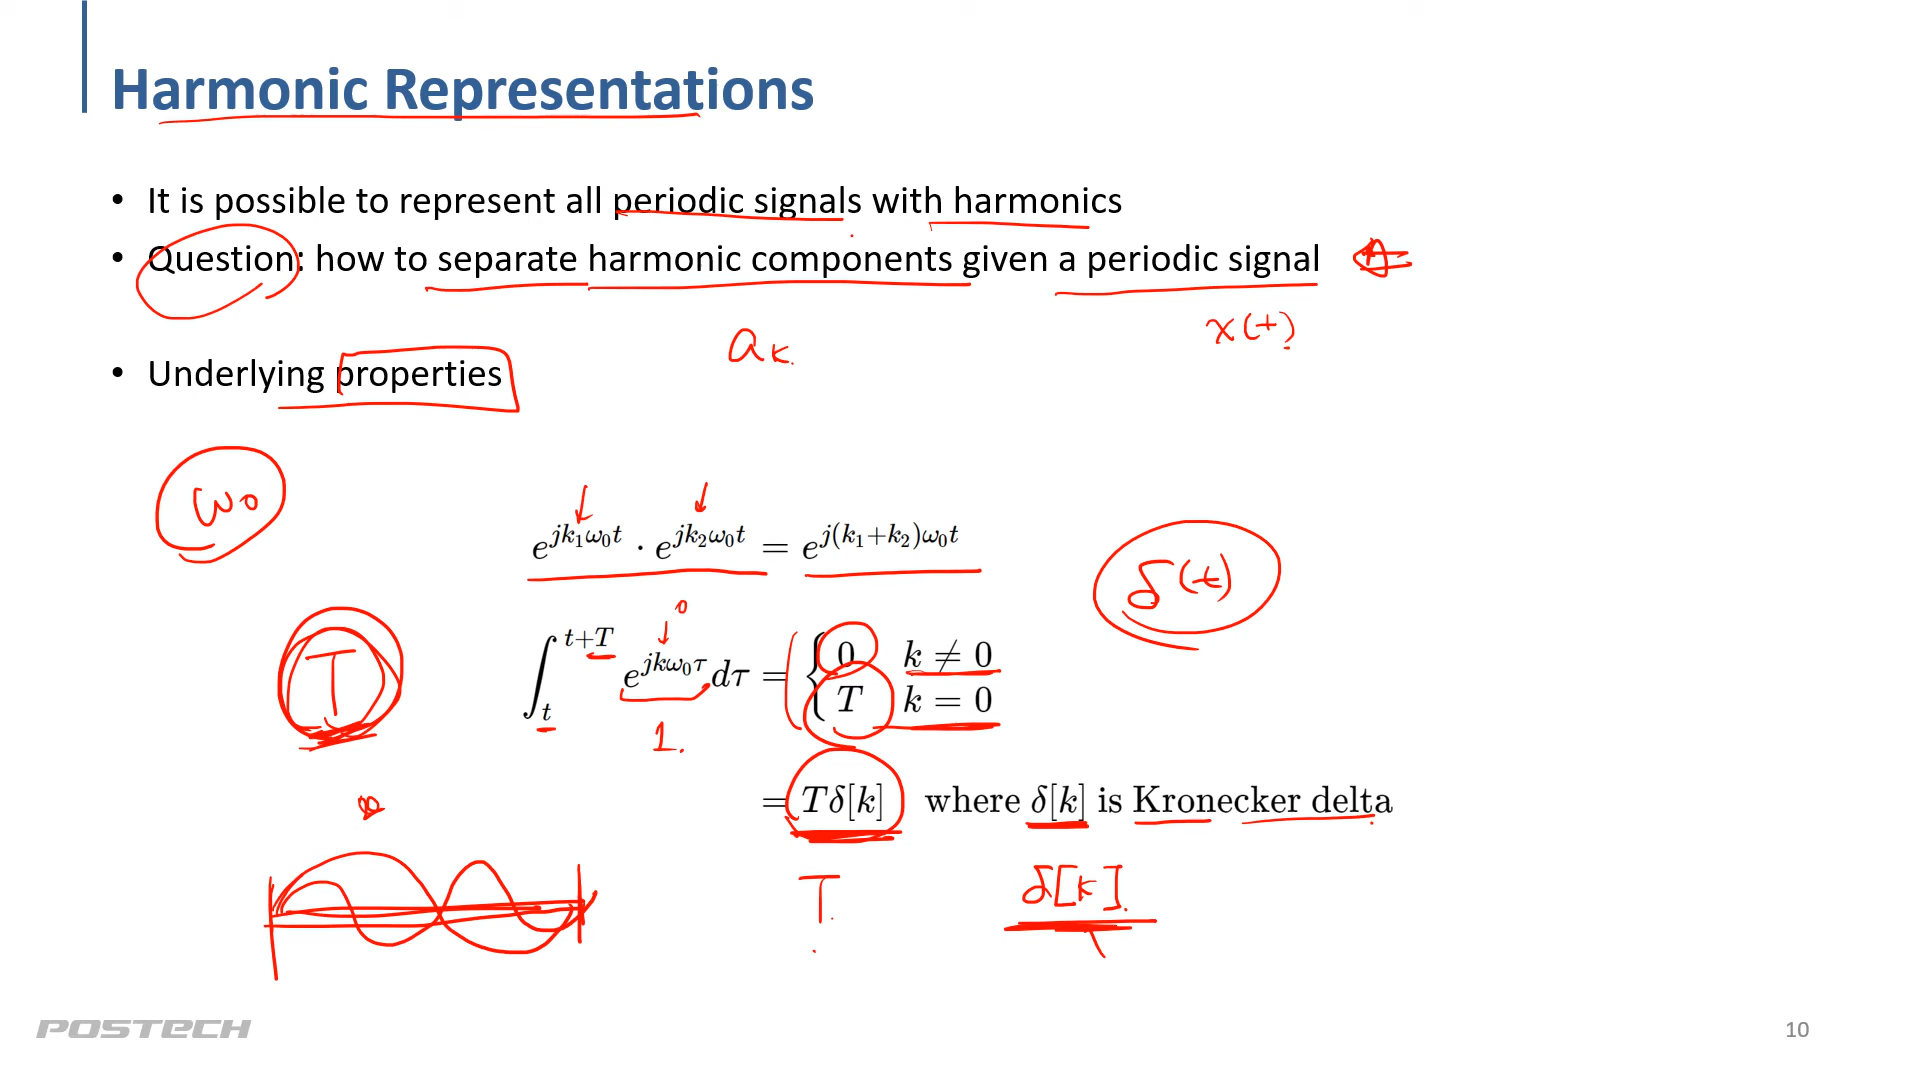 Harmonic Representations
• It is possible to represent all periodic signals with harmonics
• Question: how to separate harmonic components given a periodic signal
x(t)
a_k.
• Underlying properties
ω₀
e^{jk₁ω₀t} · e^{jk₂ω₀t} = e^{j(k₁+k₂)ω₀t}
δ(t)
0
T
∫_t^{t+T} e^{jkω₀τ} dτ = { 0 k ≠ 0
T k = 0
1.
= Tδ[k] where δ[k] is Kronecker delta
T
δ[k]
POSTECH
10